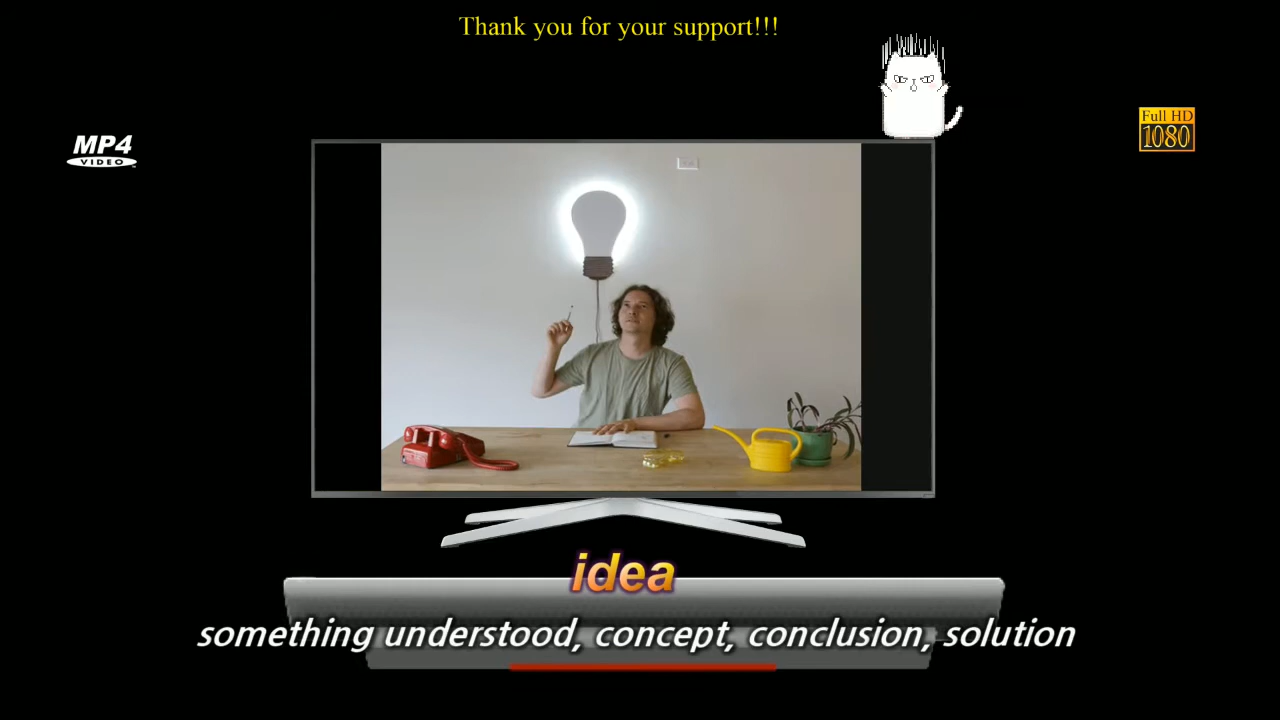 Thank you for your support!!!
MP4
VIDEO
Full HD
1080
idea
something understood, concept, conclusion, solution